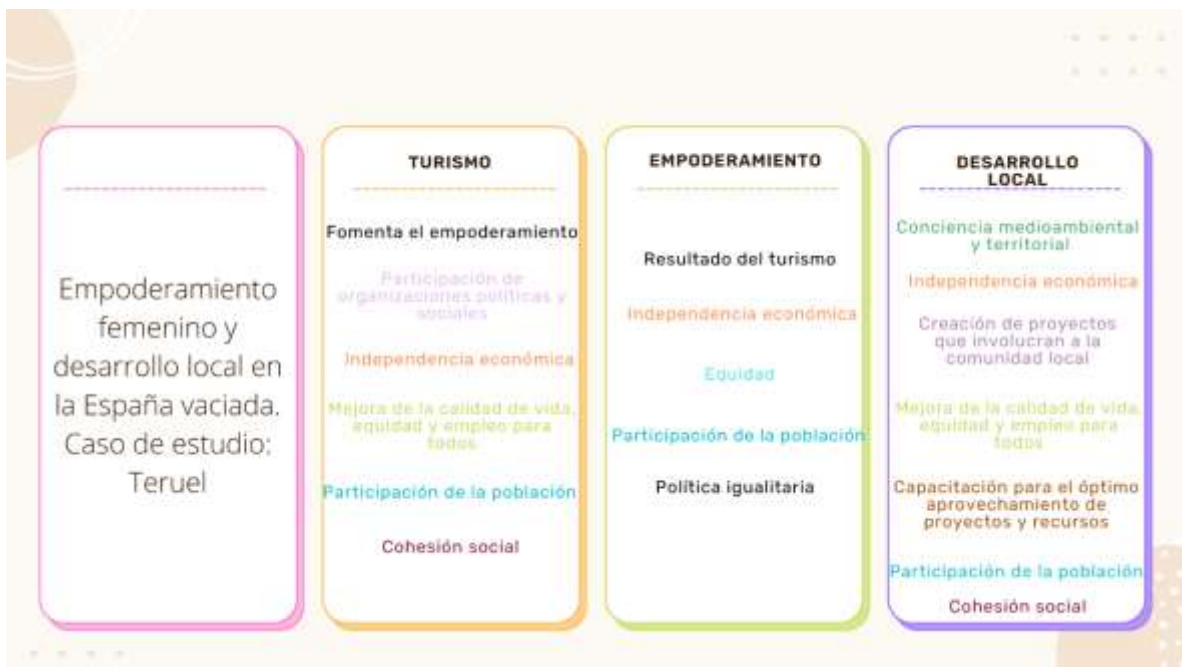 Empoderamiento
femenino y
desarrollo local en
la España vaciada.
Caso de estudio:
Teruel
TURISMO
Fomenta el empoderamiento
Participación de
organizaciones políticas y
sociales
Independencia económica
Mejora de la calidad de vida,
equidad y empleo para
todos
Participación de la población
Cohesión social
EMPODERAMIENTO
Resultado del turismo
Independencia económica
Equidad
Participación de la población
Política igualitaria
DESARROLLO
LOCAL
Conciencia medioambiental
y territorial
Independencia económica
Creación de proyectos
que involucran a la
comunidad local
Mejora de la calidad de vida,
equidad y empleo para
todos
Capacitación para el óptimo
aprovechamiento de
proyectos y recursos
Participación de la población
Cohesión social